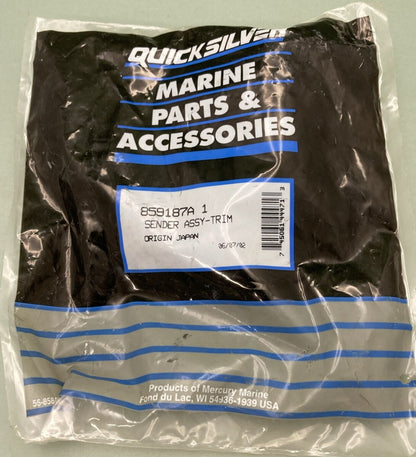 QUICKSILVER
MARINE
PARTS &
ACCESSORIES
859187A 1
SENDER ASSY-TRIM
ORIGIN JAPAN
06/07/02
Products of Mercury Marine
Fond du Lac, WI 54936-1939 USA